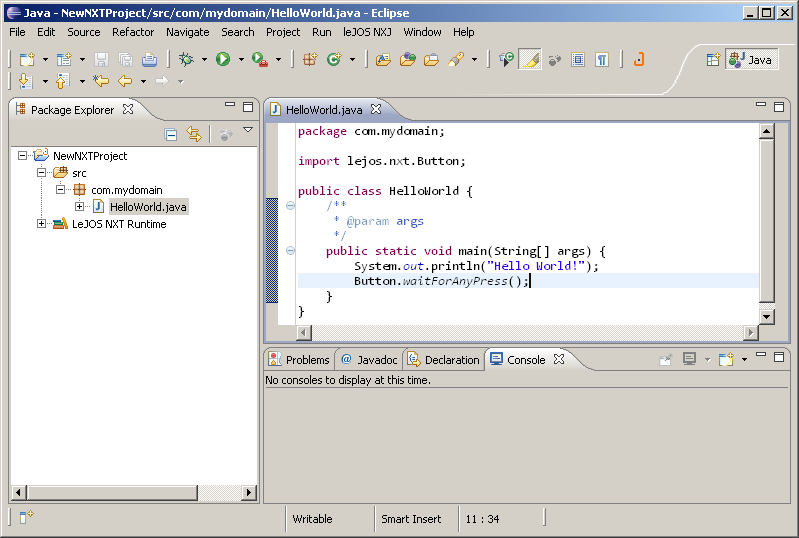 Java - NewNXTProject/src/com/mydomain/HelloWorld.java - Eclipse
File Edit Source Refactor Navigate Search Project Run leJOS NXJ Window Help
Java
Package Explorer
NewNXTProject
src
com.mydomain
HelloWorld.java
LeJOS NXT Runtime
HelloWorld.java
package com.mydomain;
import lejos.nxt.Button;
public class HelloWorld {
/**
* @param args
*/
public static void main(String[] args) {
System.out.println("Hello World!");
Button.waitForAnyPress();
}
}
Problems @ Javadoc Declaration Console
No consoles to display at this time.
Writable Smart Insert 11 : 34